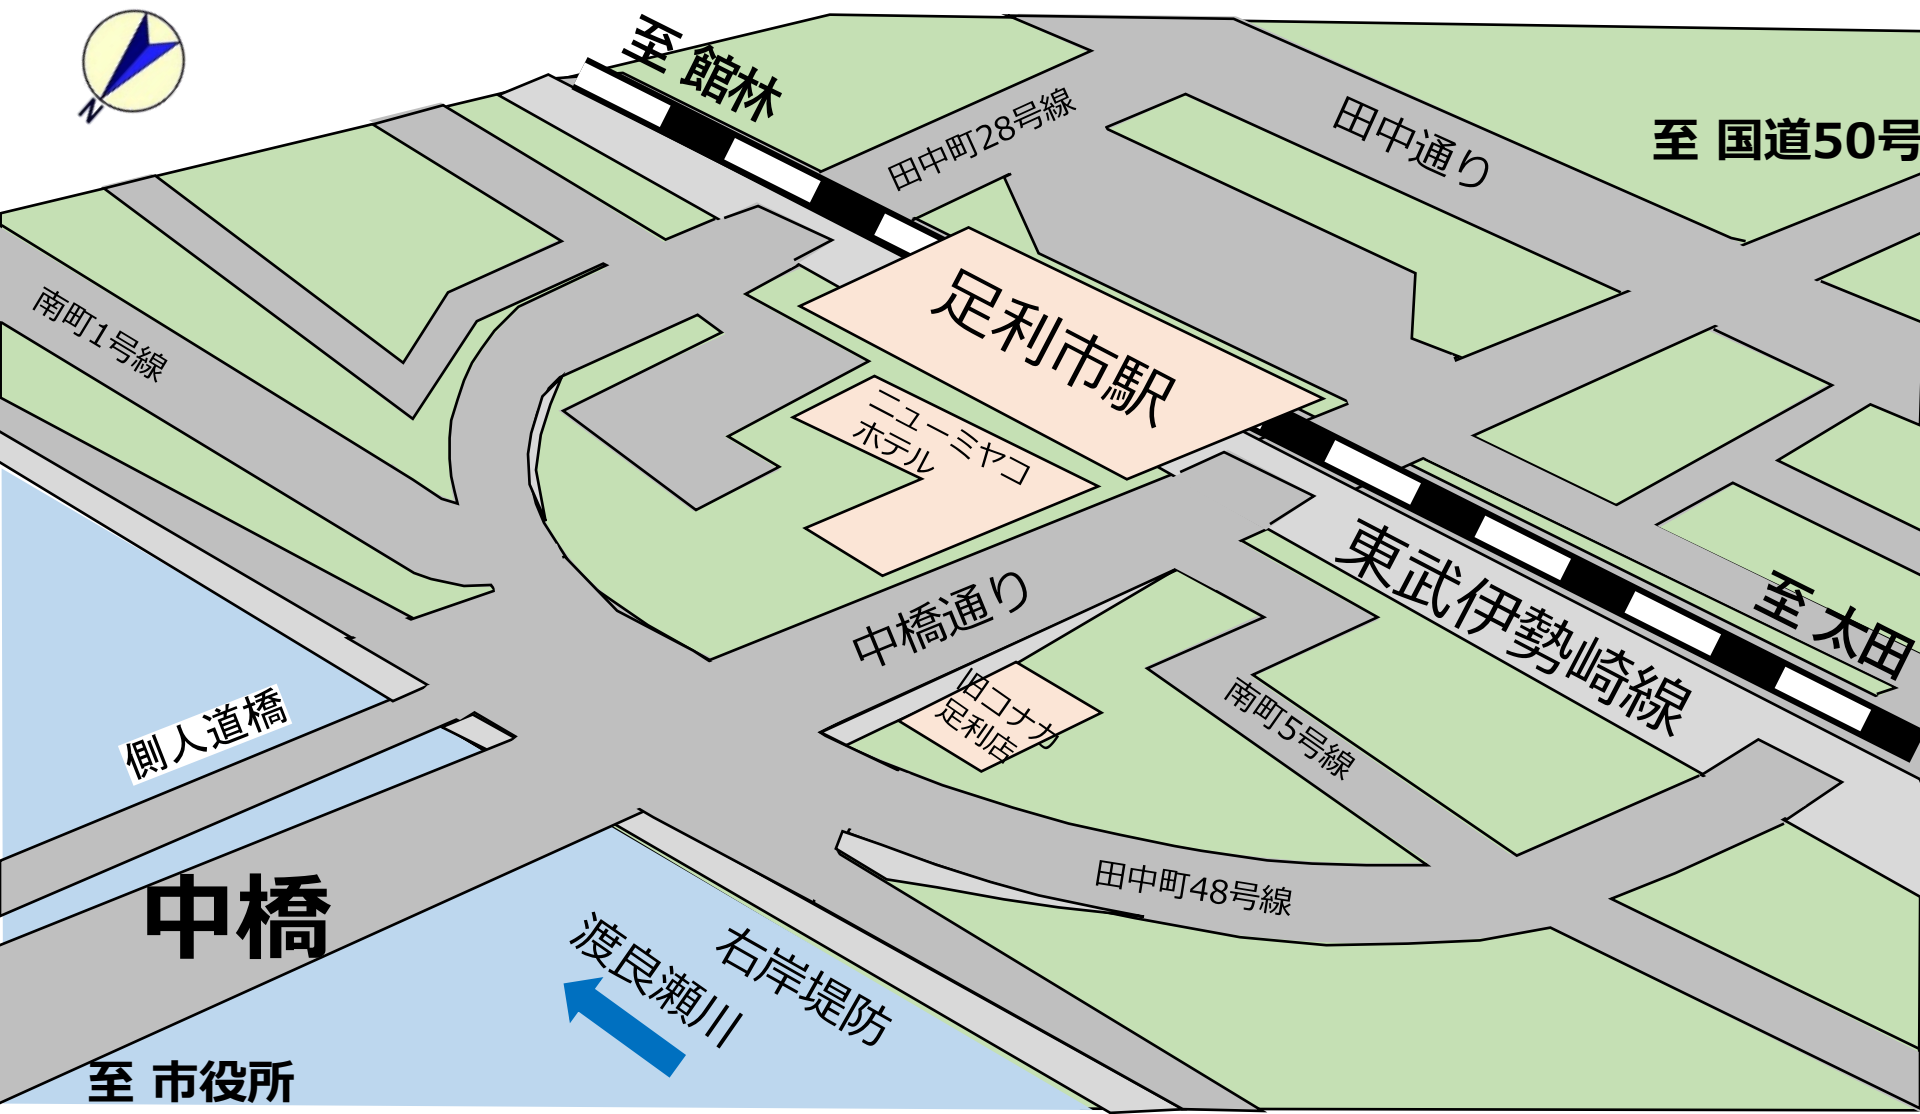 N
至 館林
田中町28号線
田中通り
至 国道50号
南町1号線
足利市駅
ニューミヤコ
ホテル
東武伊勢崎線
至 太田
中橋通り
旧コナカ
足利店
南町5号線
側人道橋
田中町48号線
中橋
渡良瀬川
右岸堤防
至 市役所